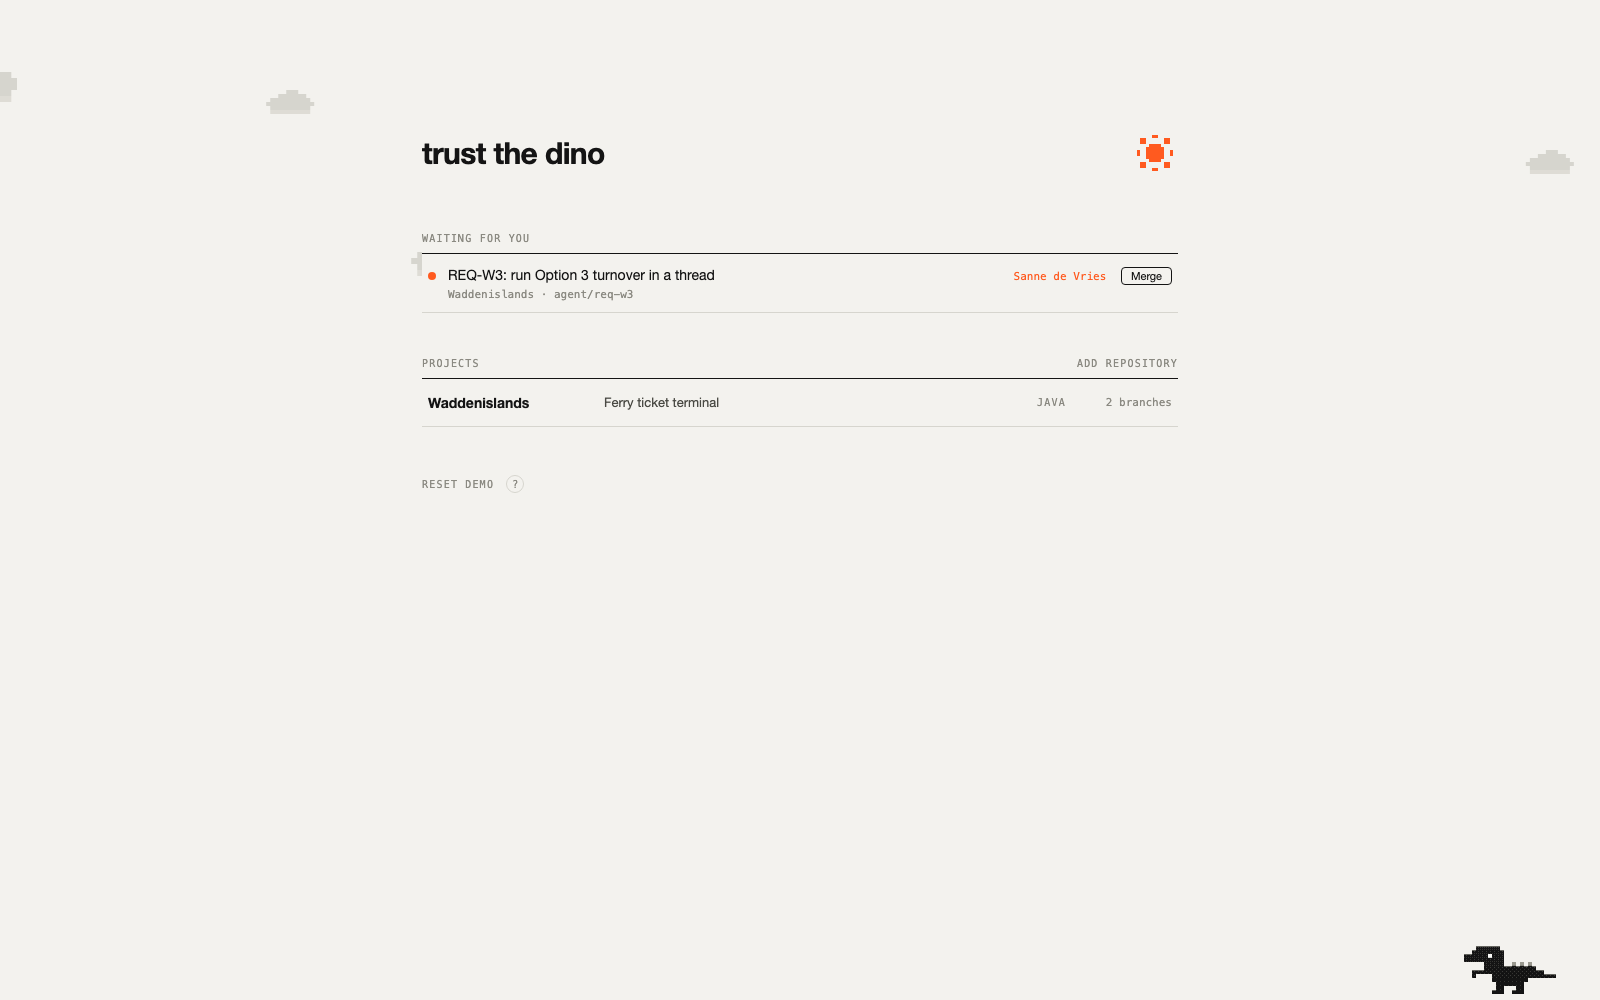 trust the dino
WAITING FOR YOU
REQ-W3: run Option 3 turnover in a thread
Sanne de Vries
Merge
Waddenislands · agent/req-w3
PROJECTS
ADD REPOSITORY
Waddenislands
Ferry ticket terminal
JAVA
2 branches
RESET DEMO
?